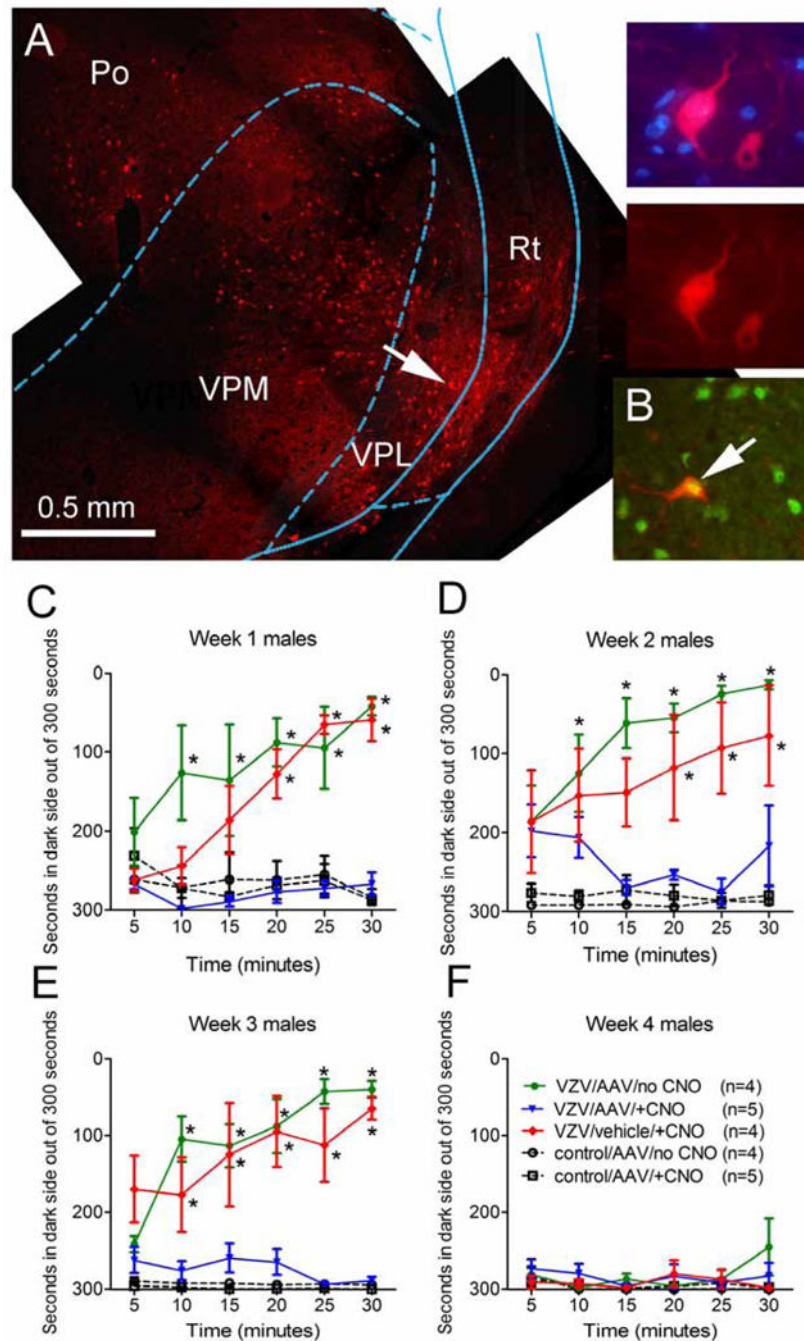 A
Po
Rt
VPM
VPL
0.5 mm
B
C
Week 1 males
Seconds in dark side out of 300 seconds
0
100
200
300
* * * * * * * *
5 10 15 20 25 30
Time (minutes)
D
Week 2 males
Seconds in dark side out of 300 seconds
0
100
200
300
* * * * * * * *
5 10 15 20 25 30
Time (minutes)
E
Week 3 males
Seconds in dark side out of 300 seconds
0
100
200
300
* * * * * * * * * *
5 10 15 20 25 30
Time (minutes)
F
Week 4 males
Seconds in dark side out of 300 seconds
0
100
200
300
VZV/AAV/no CNO (n=4)
VZV/AAV/+CNO (n=5)
VZV/vehicle/+CNO (n=4)
control/AAV/no CNO (n=4)
control/AAV/+CNO (n=5)
5 10 15 20 25 30
Time (minutes)